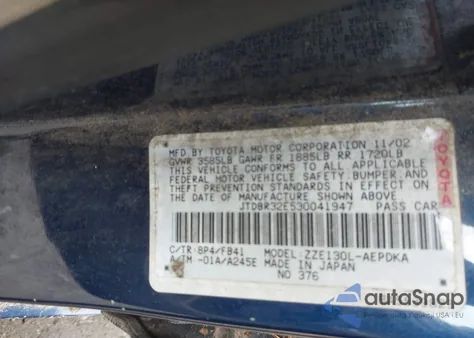 MFD BY TOYOTA MOTOR CORPORATION 11/02
GVWR 3585LB GAWR FR 1885LB RR 1720LB
THIS VEHICLE CONFORMS TO ALL APPLICABLE
FEDERAL MOTOR VEHICLE SAFETY, BUMPER, AND
THEFT PREVENTION STANDARDS IN EFFECT ON THE
DATE OF MANUFACTURE SHOWN ABOVE.
JTDBR32E530041947 PASS CAR
C/TR: 8P4/FB41 MODEL: ZZE130L-AEPDKA
A/TM -01A/A245E MADE IN JAPAN
NO 376
TOYOTA
autoSnap